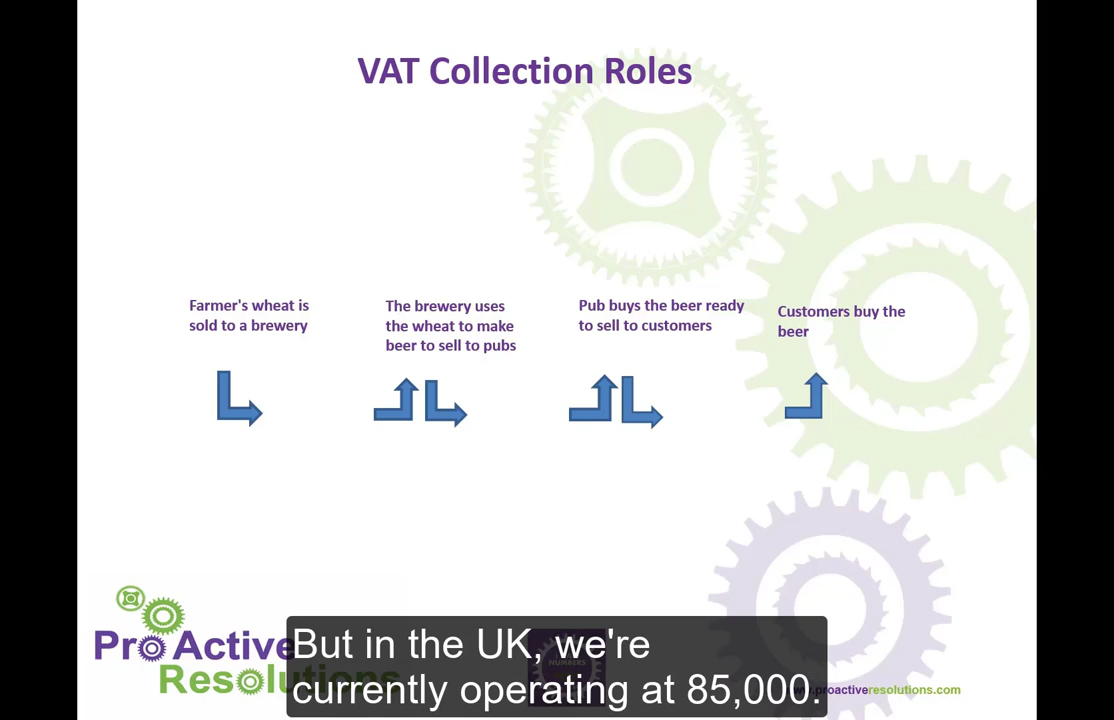 VAT Collection Roles
Farmer's wheat is
sold to a brewery
The brewery uses
the wheat to make
beer to sell to pubs
Pub buys the beer ready
to sell to customers
Customers buy the
beer
ProActive
Resolutions
NUMBERS
But in the UK, we're
currently operating at 85,000.
www.proactiveresolutions.com